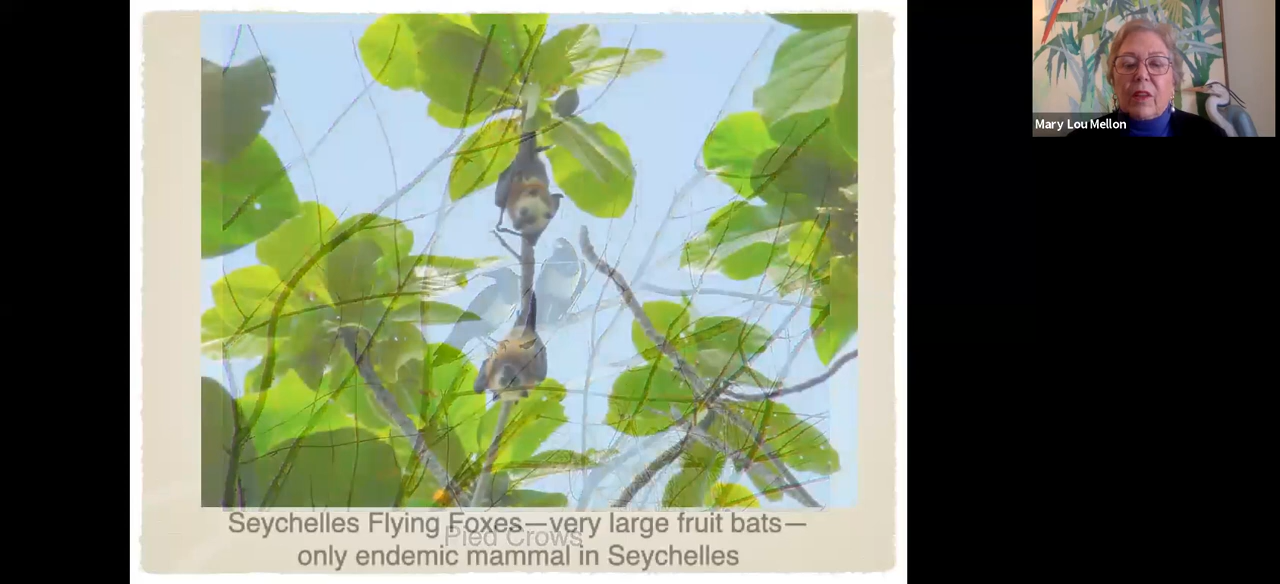 Mary Lou Mellon
Seychelles Flying Foxes—very large fruit bats—
Pied Crows
only endemic mammal in Seychelles